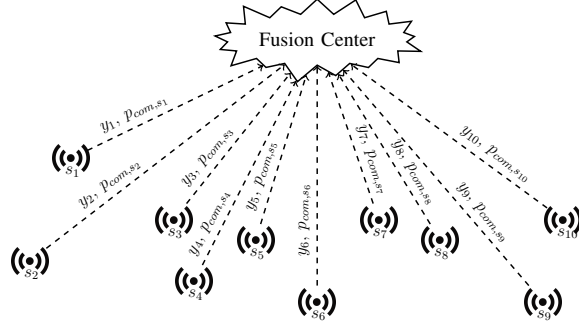 Fusion Center
y1, pcom,s1
y2, pcom,s2
y3, pcom,s3
y4, pcom,s4
y5, pcom,s5
y6, pcom,s6
y7, pcom,s7
y8, pcom,s8
y9, pcom,s9
y10, pcom,s10
s1
s2
s3
s4
s5
s6
s7
s8
s9
s10